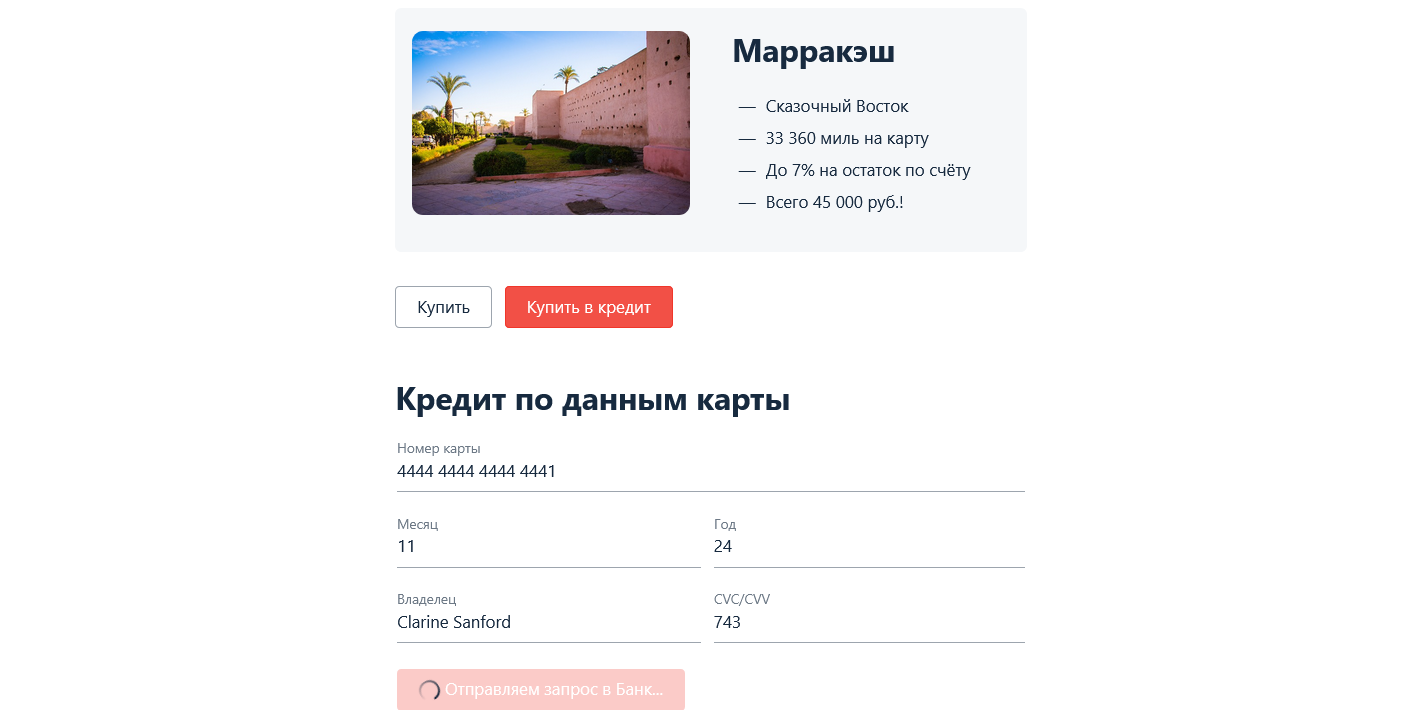 Марракэш
— Сказочный Восток
— 33 360 миль на карту
— До 7% на остаток по счёту
— Всего 45 000 руб.!
Купить Купить в кредит
Кредит по данным карты
Номер карты
4444 4444 4444 4441
Месяц Год
11 24
Владелец CVC/CVV
Clarine Sanford 743
Отправляем запрос в Банк...